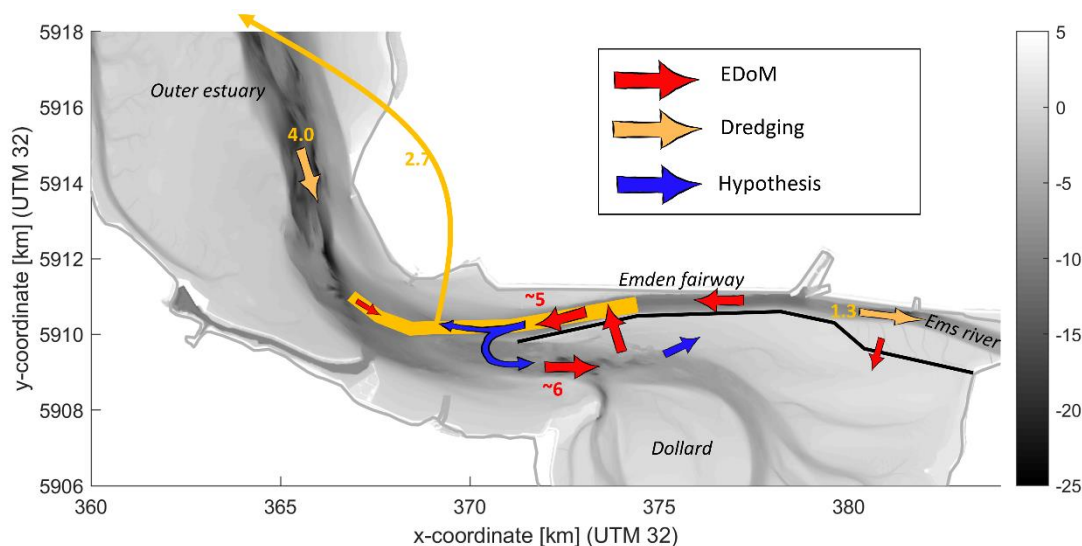 5918
5916
5914
5912
5910
5908
5906
y-coordinate [km] (UTM 32)
360
365
370
375
380
x-coordinate [km] (UTM 32)
Outer estuary
4.0
2.7
EDoM
Dredging
Hypothesis
Emden fairway
~5
1.3
Ems river
~6
Dollard
5
0
-5
-10
-15
-20
-25